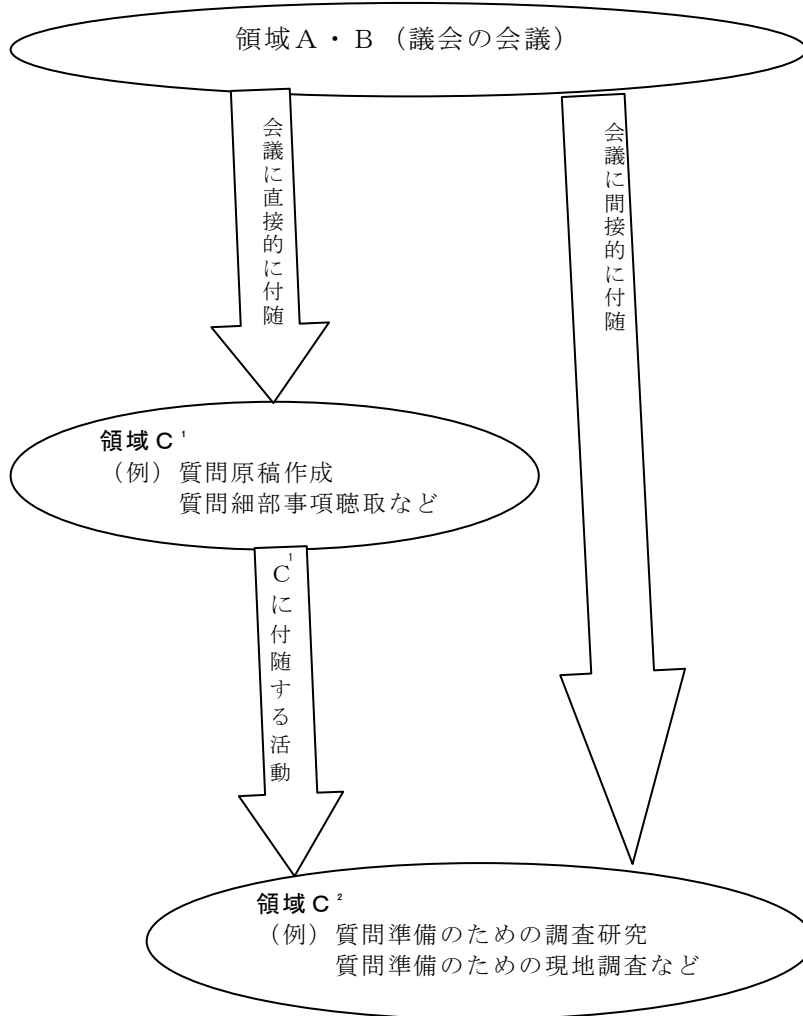 領域A・B（議会の会議）
会議に直接的に付随
会議に間接的に付随
領域C¹
（例）質問原稿作成
質問細部事項聴取など
C¹に付随する活動
領域C²
（例）質問準備のための調査研究
質問準備のための現地調査など